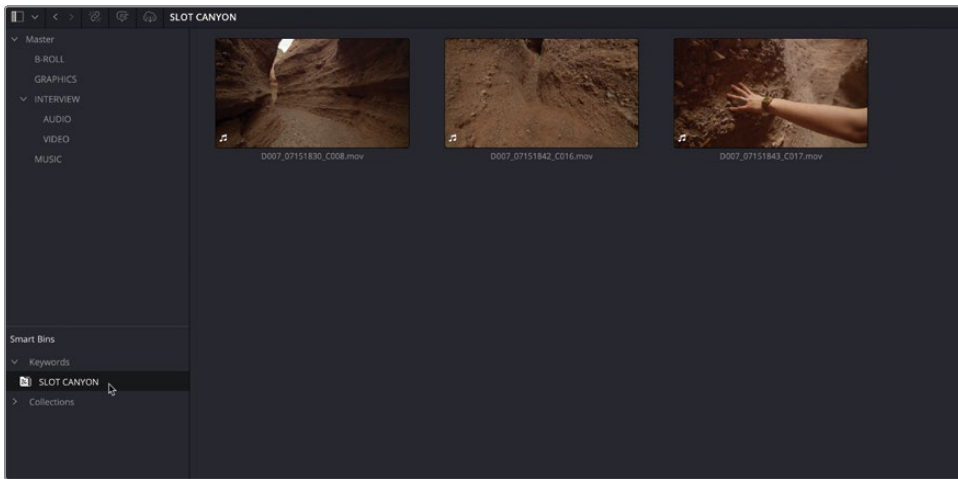 SLOT CANYON
Master
B-ROLL
GRAPHICS
INTERVIEW
AUDIO
VIDEO
MUSIC
D007_07151830_C008.mov
D007_07151842_C016.mov
D007_07151843_C017.mov
Smart Bins
Keywords
SLOT CANYON
Collections